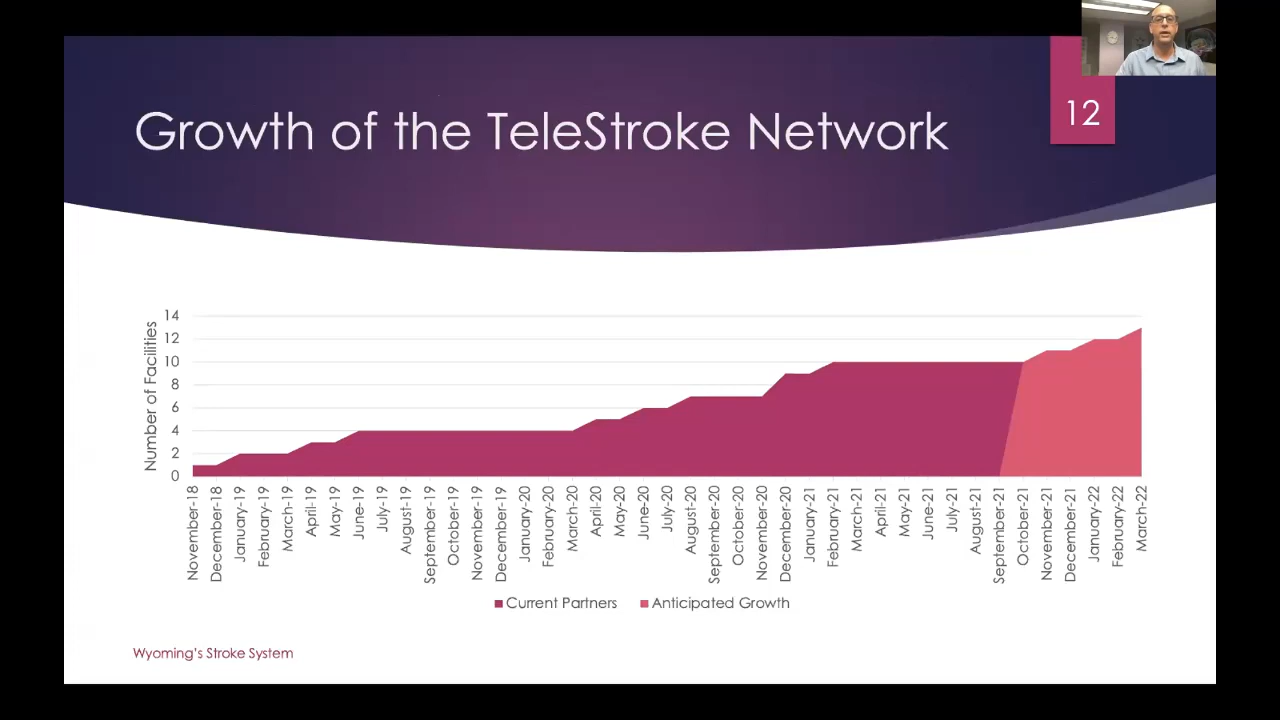 12
Growth of the TeleStroke Network
Number of Facilities
14
12
10
8
6
4
2
0
November-18
December-18
January-19
February-19
March-19
April-19
May-19
June-19
July-19
August-19
September-19
October-19
November-19
December-19
January-20
February-20
March-20
April-20
May-20
June-20
July-20
August-20
September-20
October-20
November-20
December-20
January-21
February-21
March-21
April-21
May-21
June-21
July-21
August-21
September-21
October-21
November-21
December-21
January-22
February-22
March-22
Current Partners
Anticipated Growth
Wyoming's Stroke System